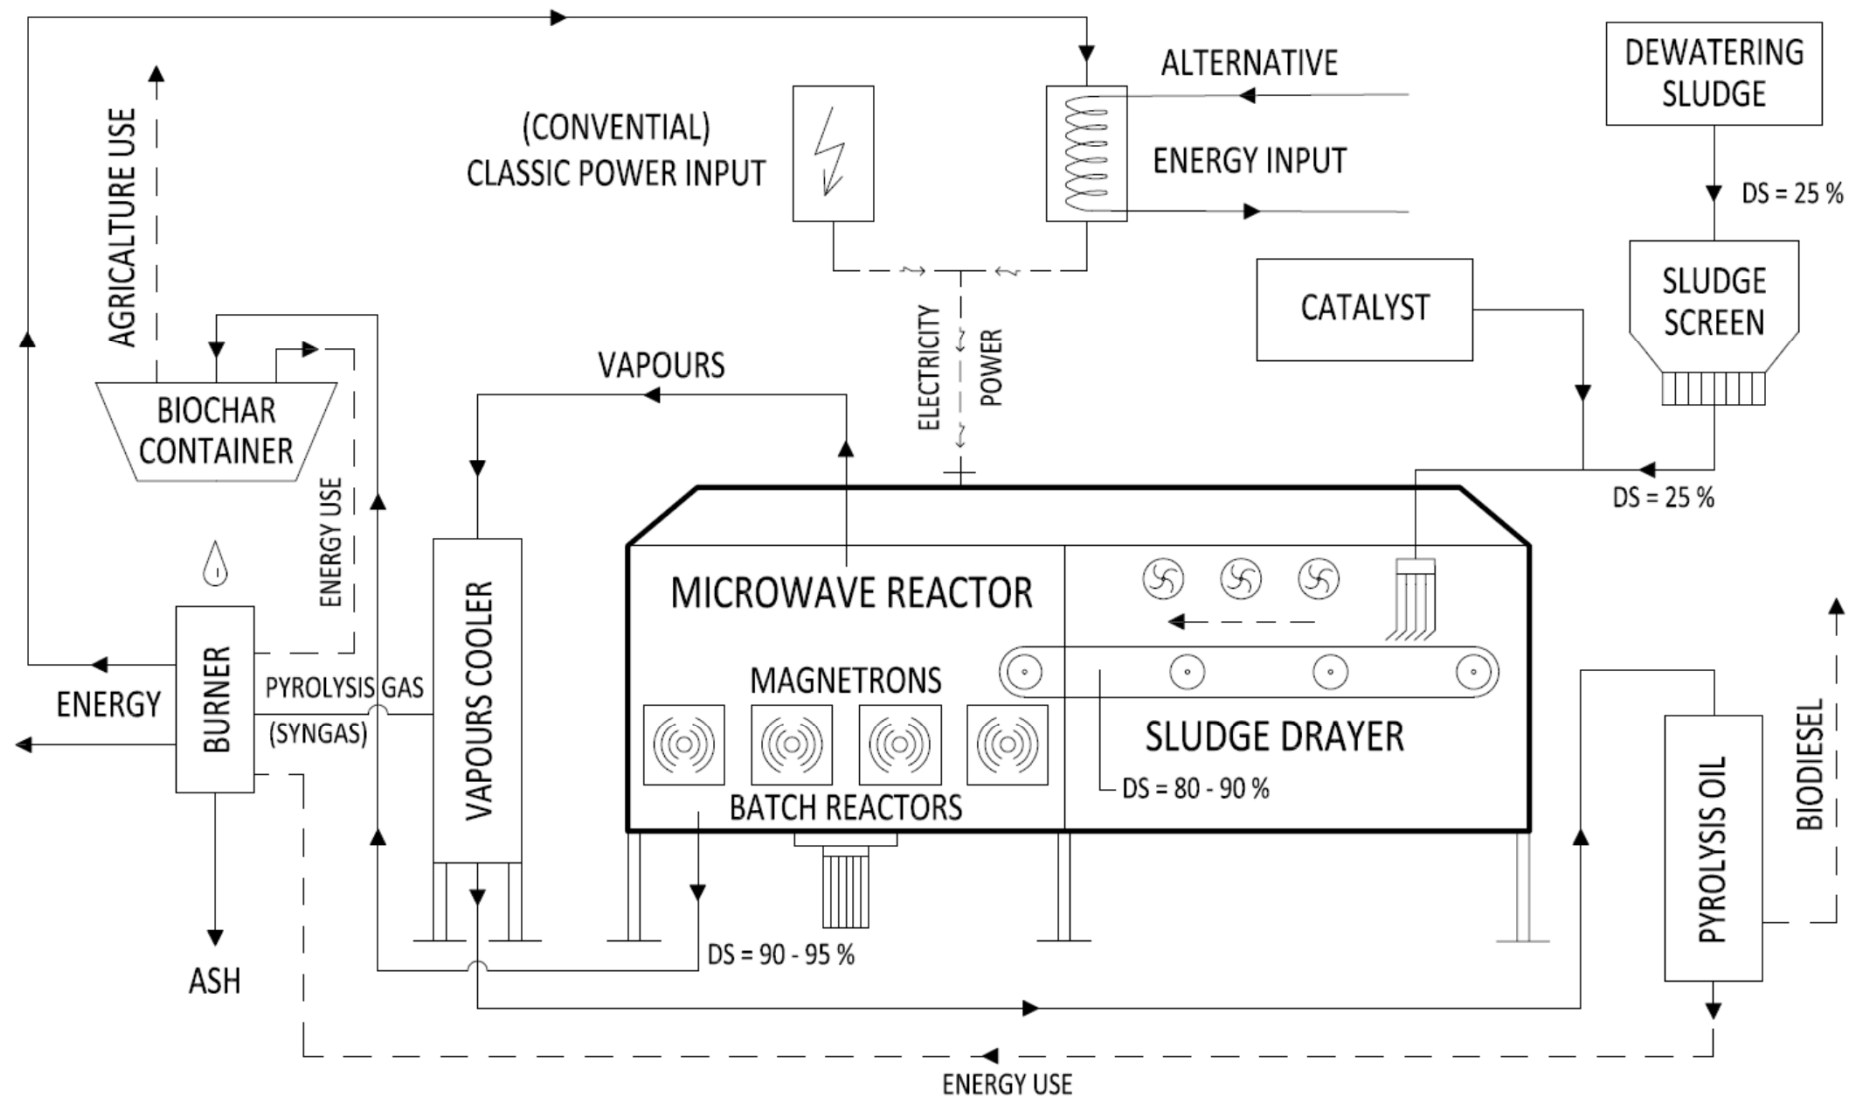 ALTERNATIVE
ENERGY INPUT
(CONVENTIAL)
CLASSIC POWER INPUT
DEWATERING
SLUDGE
DS = 25 %
SLUDGE
SCREEN
CATALYST
DS = 25 %
AGRICALTURE USE
BIOCHAR
CONTAINER
ENERGY USE
VAPOURS
ELECTRICITY
POWER
MICROWAVE REACTOR
MAGNETRONS
BATCH REACTORS
SLUDGE DRAYER
DS = 80 - 90 %
VAPOURS COOLER
PYROLYSIS GAS
(SYNGAS)
BURNER
ENERGY
ASH
DS = 90 - 95 %
PYROLYSIS OIL
BIODIESEL
ENERGY USE